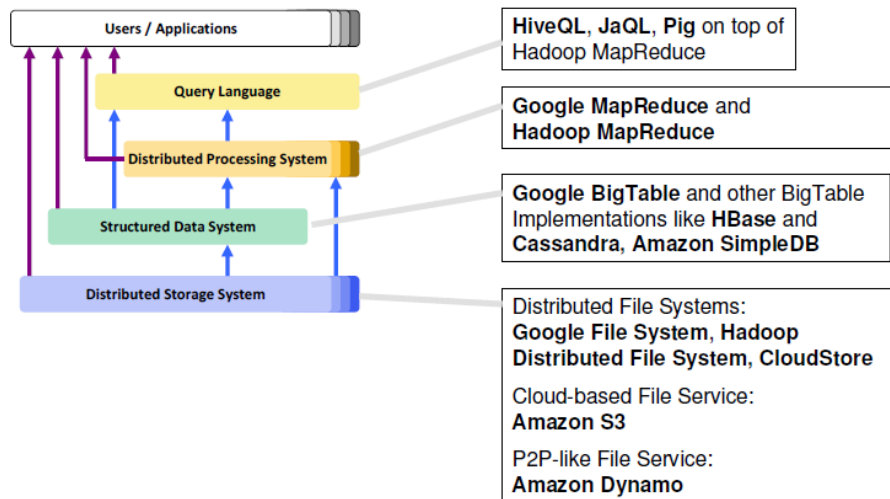 Users / Applications
HiveQL, JaQL, Pig on top of
Hadoop MapReduce
Query Language
Google MapReduce and
Hadoop MapReduce
Distributed Processing System
Google BigTable and other BigTable
Implementations like HBase and
Cassandra, Amazon SimpleDB
Structured Data System
Distributed Storage System
Distributed File Systems:
Google File System, Hadoop
Distributed File System, CloudStore
Cloud-based File Service:
Amazon S3
P2P-like File Service:
Amazon Dynamo